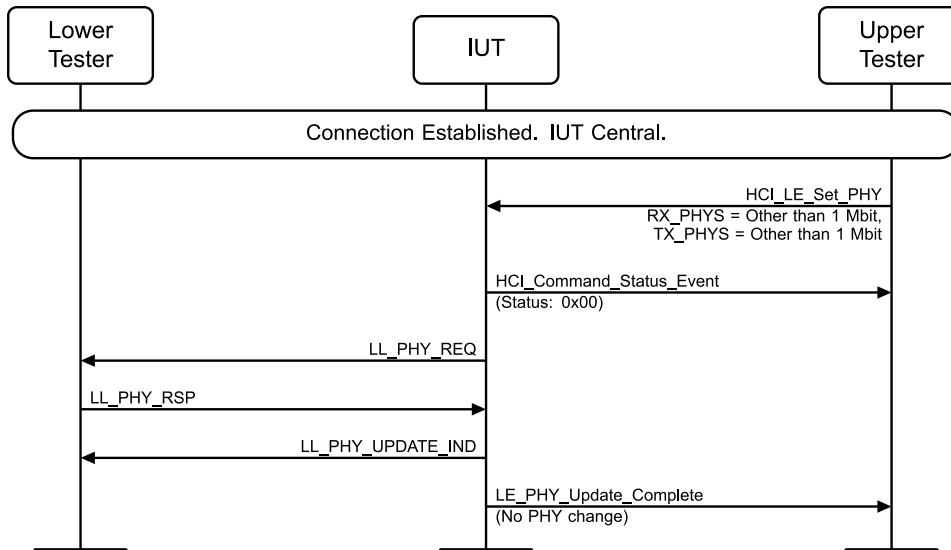 Lower
Tester
IUT
Upper
Tester
Connection Established. IUT Central.
HCI_LE_Set_PHY
RX_PHYS = Other than 1 Mbit,
TX_PHYS = Other than 1 Mbit
HCI_Command_Status_Event
(Status: 0x00)
LL_PHY_REQ
LL_PHY_RSP
LL_PHY_UPDATE_IND
LE_PHY_Update_Complete
(No PHY change)